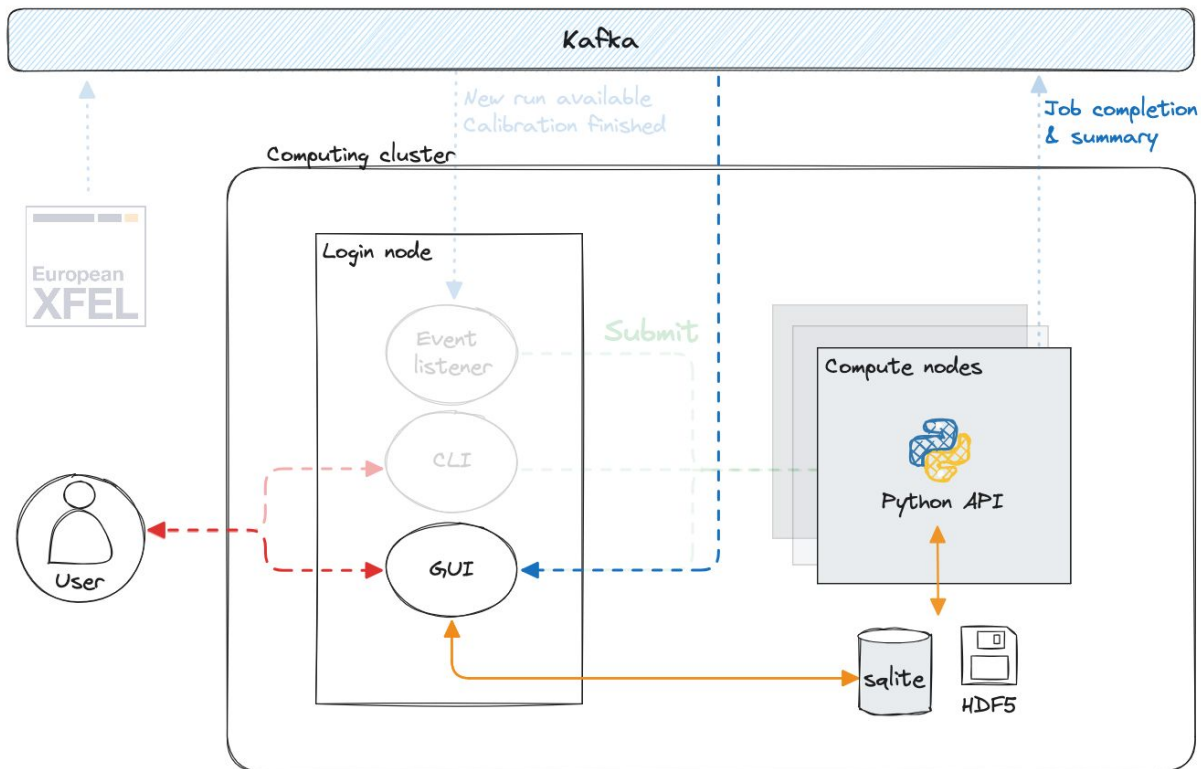 Kafka
New run available
Calibration finished
Job completion
& summary
Computing cluster
European
XFEL
Login node
Event
listener
Submit
Compute nodes
CLI
Python API
GUI
User
sqlite
HDF5